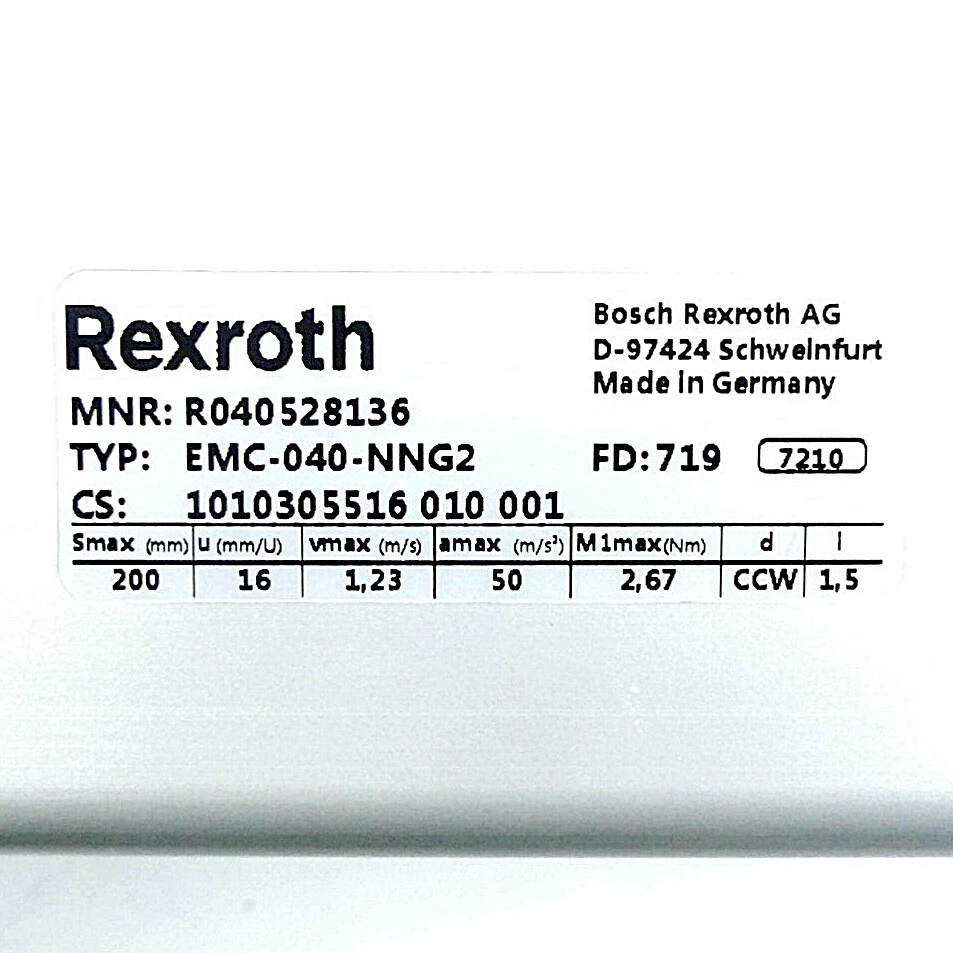 Rexroth
Bosch Rexroth AG
D-97424 Schweinfurt
Made in Germany
MNR: R040528136
TYP: EMC-040-NNG2 FD: 719 7210
CS: 1010305516 010 001
Smax (mm) u (mm/U) vmax (m/s) amax (m/s²) M1max(Nm) d i
200 16 1,23 50 2,67 CCW 1,5